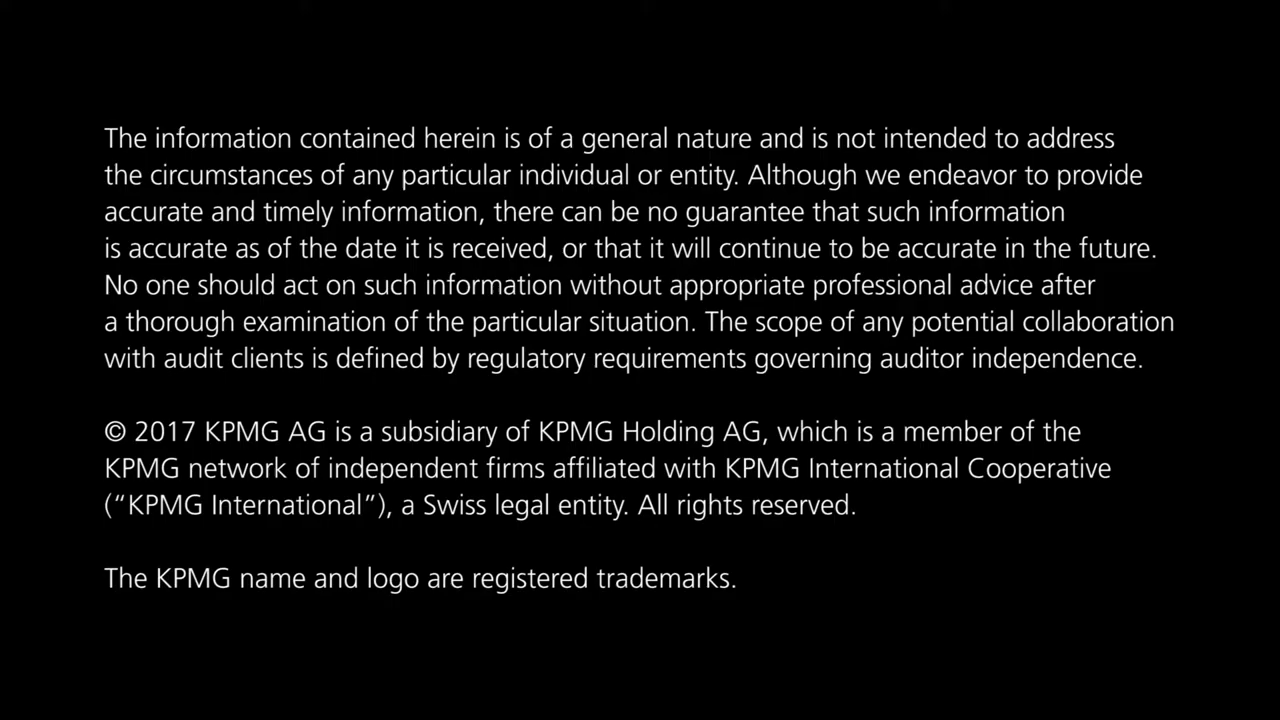 The information contained herein is of a general nature and is not intended to address
the circumstances of any particular individual or entity. Although we endeavor to provide
accurate and timely information, there can be no guarantee that such information
is accurate as of the date it is received, or that it will continue to be accurate in the future.
No one should act on such information without appropriate professional advice after
a thorough examination of the particular situation. The scope of any potential collaboration
with audit clients is defined by regulatory requirements governing auditor independence.
© 2017 KPMG AG is a subsidiary of KPMG Holding AG, which is a member of the
KPMG network of independent firms affiliated with KPMG International Cooperative
(“KPMG International”), a Swiss legal entity. All rights reserved.
The KPMG name and logo are registered trademarks.